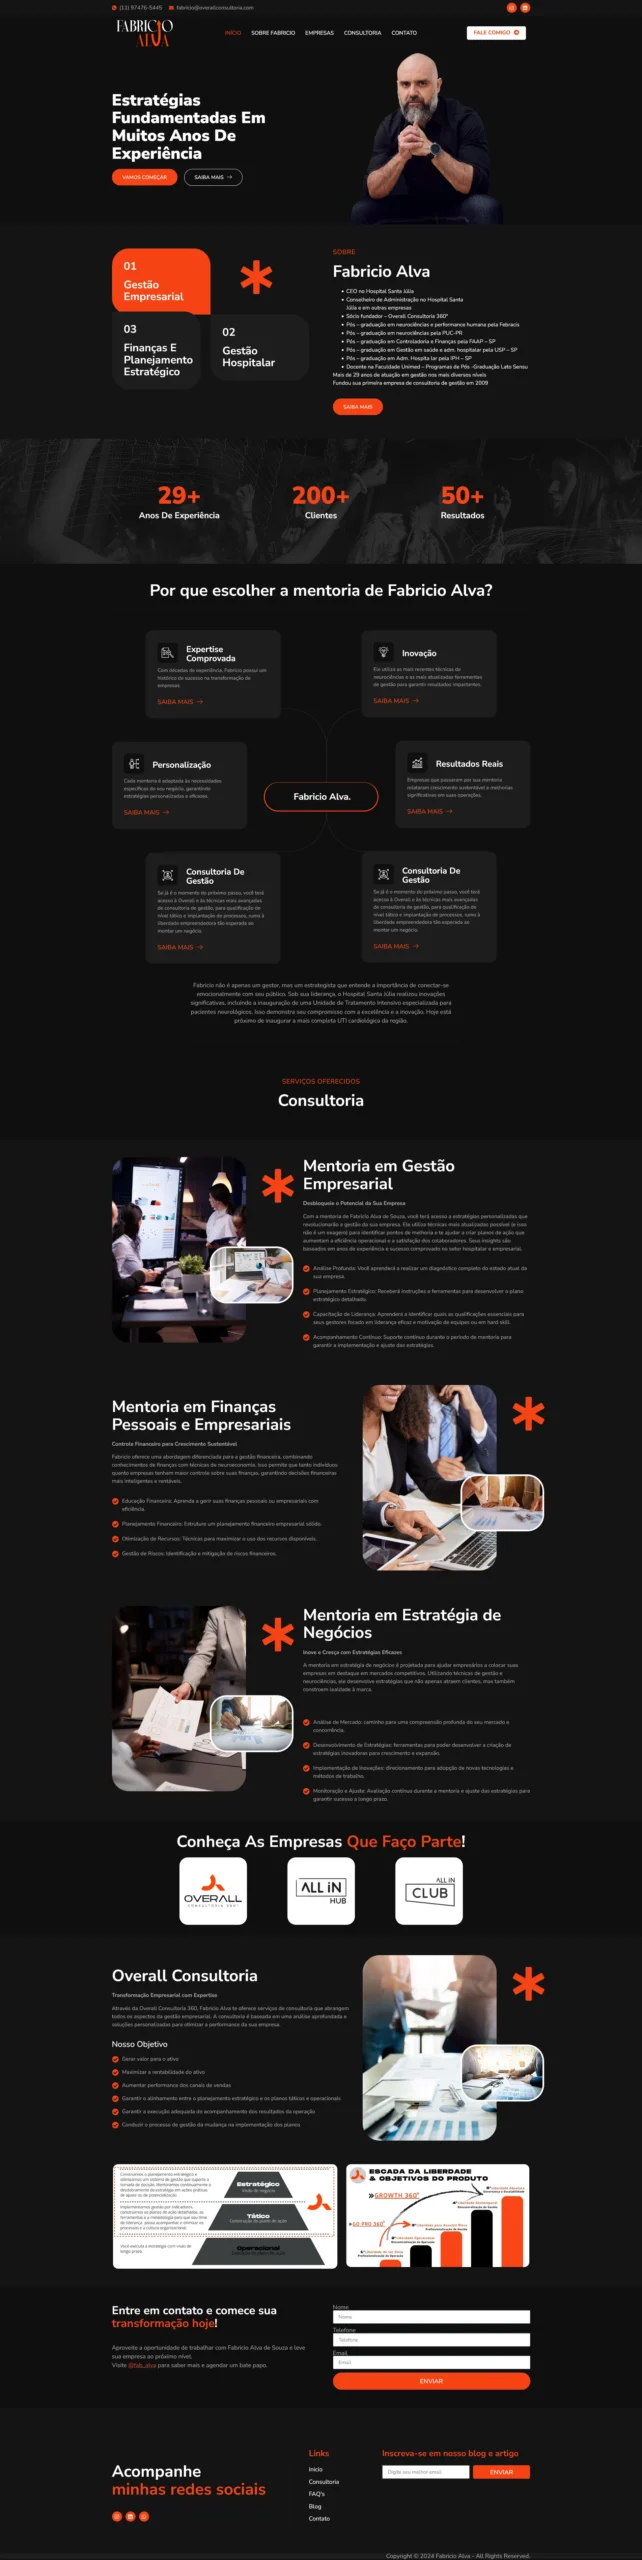 (11) 97476-5445 fabricio@overallconsultoria.com
FABRICIO
ALVA
INÍCIO SOBRE FABRICIO EMPRESAS CONSULTORIA CONTATO
FALE COMIGO
Estratégias
Fundamentadas Em
Muitos Anos De
Experiência
VAMOS COMEÇAR SAIBA MAIS
01
Gestão
Empresarial
03
Finanças E
Planejamento
Estratégico
02
Gestão
Hospitalar
SOBRE
Fabricio Alva
CEO no Hospital Santa Júlia
Conselheiro de Administração no Hospital Santa
Júlia e em outras empresas
Sócio fundador – Overall Consultoria 360º
Pós – graduação em neurociências e performance humana pela Febracis
Pós – graduação em neurociências pela PUC-PR
Pós – graduação em Controladoria e Finanças pela FAAP – SP
Pós – graduação em Gestão em saúde e adm. hospitalar pela USP – SP
Pós – graduação em Adm. Hospita lar pela IPH – SP
Docente na Faculdade Unimed – Programas de Pós -Graduação Lato Sensu
Mais de 29 anos de atuação em gestão nos mais diversos níveis
Fundou sua primeira empresa de consultoria de gestão em 2009
SAIBA MAIS
29+ 200+ 50+
Anos De Experiência Clientes Resultados
Por que escolher a mentoria de Fabricio Alva?
Expertise
Comprovada
Com décadas de experiência, Fabricio possui um
histórico de sucesso na transformação de
empresas.
SAIBA MAIS
Inovação
Ele utiliza as mais recentes técnicas de
neurociências e as mais atualizadas ferramentas
de gestão para garantir resultados impactantes.
SAIBA MAIS
Personalização
Cada mentoria é adaptada às necessidades
específicas do seu negócio, garantindo
estratégias personalizadas e eficazes.
SAIBA MAIS
Fabricio Alva.
Resultados Reais
Empresas que passaram por sua mentoria
relataram crescimento sustentável e melhorias
significativas em suas operações.
SAIBA MAIS
Consultoria De
Gestão
Se já é o momento do próximo passo, você terá
acesso à Overall e às técnicas mais avançadas
de consultoria de gestão, para qualificação de
nível tático e implantação de processos, rumo à
liberdade empreendedora tão esperada ao
montar um negócio.
SAIBA MAIS
Consultoria De
Gestão
Se já é o momento do próximo passo, você terá
acesso à Overall e às técnicas mais avançadas
de consultoria de gestão, para qualificação de
nível tático e implantação de processos, rumo à
liberdade empreendedora tão esperada ao
montar um negócio.
SAIBA MAIS
Fabricio não é apenas um gestor, mas um estrategista que entende a importância de conectar-se
emocionalmente com seu público. Sob sua liderança, o Hospital Santa Júlia realizou inovações
significativas, incluindo a inauguração de uma Unidade de Tratamento Intensivo especializada para
pacientes neurológicos. Isso demonstra seu compromisso com a excelência e a inovação. Hoje está
próximo de inaugurar a mais completa UTI cardiológica da região.
SERVIÇOS OFERECIDOS
Consultoria
Mentoria em Gestão
Empresarial
Desbloqueie o Potencial da Sua Empresa
Com a mentoria de Fabricio Alva de Souza, você terá acesso a estratégias personalizadas que
revolucionarão a gestão da sua empresa. Ele utiliza técnicas mais atualizadas possível (e isso
não é um exagero) para identificar pontos de melhoria e te ajudar a criar planos de ação que
aumentam a eficiência operacional e a satisfação dos colaboradores. Seus insights são
baseados em anos de experiência e sucesso comprovado no setor hospitalar e empresarial.
Análise Profunda: Você aprenderá a realizar um diagnóstico completo do estado atual da
sua empresa.
Planejamento Estratégico: Receberá instruções e ferramentas para desenvolver o plano
estratégico detalhado.
Capacitação de Liderança: Aprenderá a identificar quais as qualificações essenciais para
seus gestores focado em liderança eficaz e motivação de equipes ou em hard skill.
Acompanhamento Contínuo: Suporte contínuo durante o período de mentoria para
garantir a implementação e ajuste das estratégias.
Mentoria em Finanças
Pessoais e Empresariais
Controle Financeiro para Crescimento Sustentável
Fabricio oferece uma abordagem diferenciada para a gestão financeira, combinando
conhecimentos de finanças com técnicas de neuroeconomia. Isso permite que tanto indivíduos
quanto empresas tenham maior controle sobre suas finanças, garantindo decisões financeiras
mais inteligentes e rentáveis.
Educação Financeira: Aprenda a gerir suas finanças pessoais ou empresariais com
eficiência.
Planejamento Financeiro: Estruture um planejamento financeiro empresarial sólido.
Otimização de Recursos: Técnicas para maximizar o uso dos recursos disponíveis.
Gestão de Riscos: Identificação e mitigação de riscos financeiros.
Mentoria em Estratégia de
Negócios
Inove e Cresça com Estratégias Eficazes
A mentoria em estratégia de negócios é projetada para ajudar empresários a colocar suas
empresas em destaque em mercados competitivos. Utilizando técnicas de gestão e
neurociências, ele desenvolve estratégias que não apenas atraem clientes, mas também
constroem lealdade à marca.
Análise de Mercado: caminho para uma compreensão profunda do seu mercado e
concorrência.
Desenvolvimento de Estratégias: ferramentas para poder desenvolver a criação de
estratégias inovadoras para crescimento e expansão.
Implementação de Inovações: direcionamento para adoção de novas tecnologias e
métodos de trabalho.
Monitoração e Ajuste: Avaliação contínua durante a mentoria e ajuste das estratégias para
garantir sucesso a longo prazo.
Conheça As Empresas Que Faço Parte!
OVERALL
CONSULTORIA 360°
ALL iN
HUB
ALL iN
CLUB
Overall Consultoria
Transformação Empresarial com Expertise
Através da Overall Consultoria 360, Fabricio Alva te oferece serviços de consultoria que abrangem
todos os aspectos da gestão empresarial. A consultoria é baseada em uma análise aprofundada e
soluções personalizadas para otimizar a performance da sua empresa.
Nosso Objetivo
Gerar valor para o ativo
Maximizar a rentabilidade do ativo
Aumentar performance dos canais de vendas
Garantir o alinhamento entre o planejamento estratégico e os planos táticos e operacionais
Garantir a execução adequada do acompanhamento dos resultados da operação
Conduzir o processo de gestão da mudança na implementação dos planos
Estratégico
Visão de negócio
Tático
Construção de plano de ação
Operacional
Você executa a estratégia com visão de
longo prazo.
ESCADA DA LIBERDADE
& OBJETIVOS DO PRODUTO
GROWTH 360°
GO PRO 360°
Entre em contato e comece sua
transformação hoje!
Aproveite a oportunidade de trabalhar com Fabricio Alva de Souza e leve
sua empresa ao próximo nível.
Visite @fab_alva para saber mais e agendar um bate papo.
Nome
Nome
Telefone
Telefone
Email
Email
ENVIAR
Acompanhe
minhas redes sociais
Links
Inicio
Consultoria
FAQ's
Blog
Contato
Inscreva-se em nosso blog e artigo
Digite seu melhor email ENVIAR
Copyright © 2024 Fabricio Alva – All Rights Reserved.